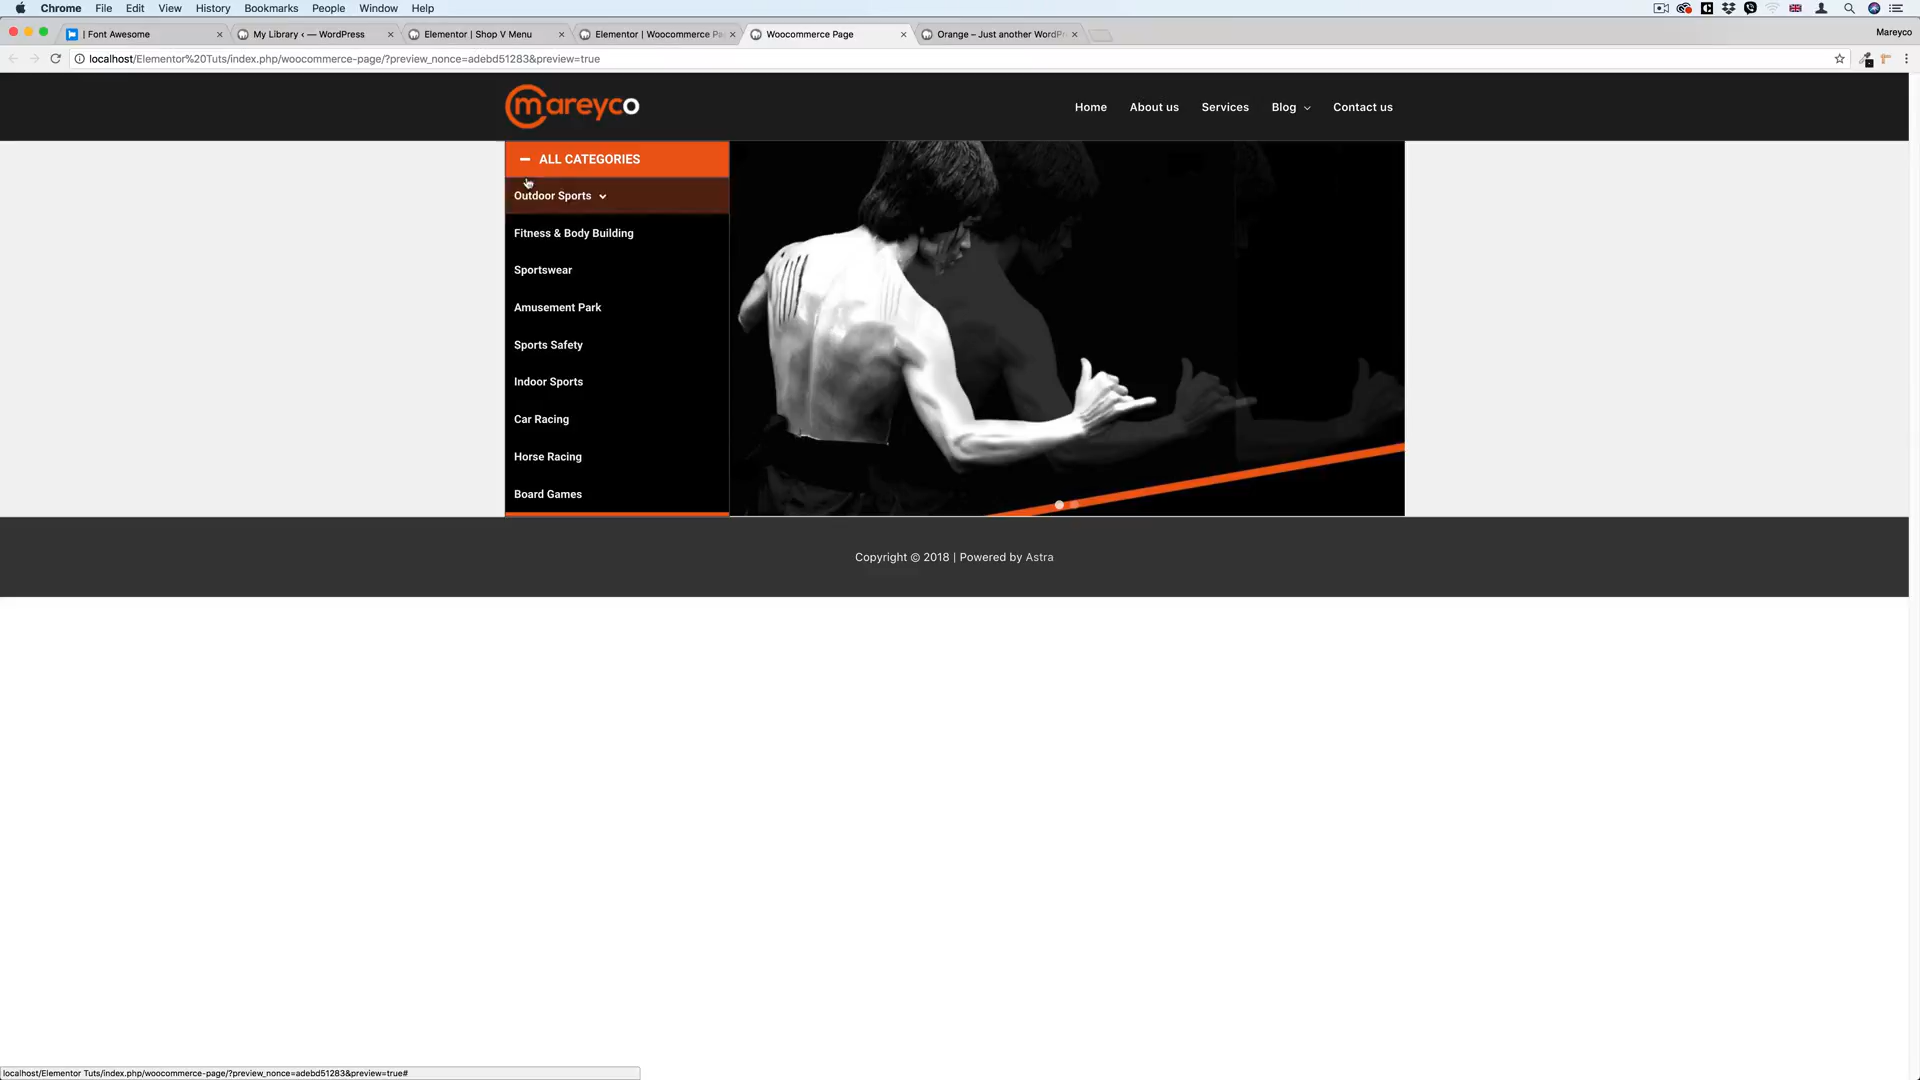 Chrome File Edit View History Bookmarks People Window Help
| Font Awesome
My Library ‹ — WordPress
Elementor | Shop V Menu
Elementor | Woocommerce Pa
Woocommerce Page
Orange – Just another WordPr
Mareyco
localhost/Elementor%20Tuts/index.php/woocommerce-page/?preview_nonce=adebd51283&preview=true
mareyco
Home About us Services Blog Contact us
ALL CATEGORIES
Outdoor Sports
Fitness & Body Building
Sportswear
Amusement Park
Sports Safety
Indoor Sports
Car Racing
Horse Racing
Board Games
Copyright © 2018 | Powered by Astra
localhost/Elementor Tuts/index.php/woocommerce-page/?preview_nonce=adebd51283&preview=true#